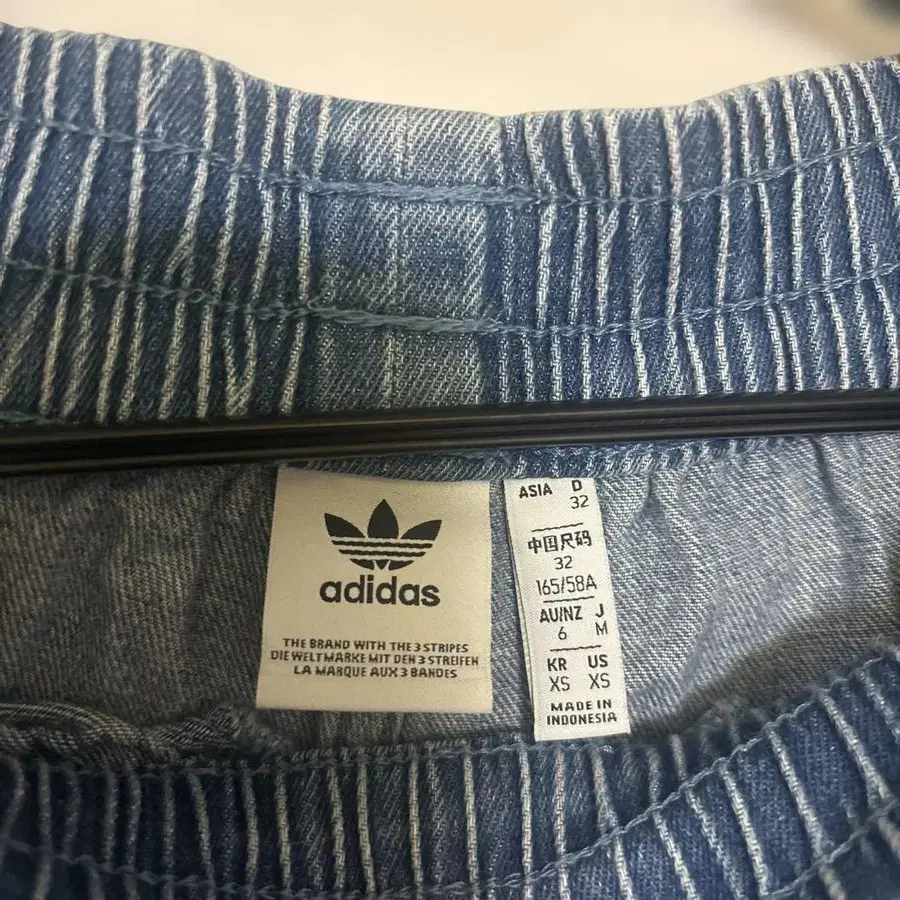 adidas
THE BRAND WITH THE 3 STRIPES
DIE WELTMARKE MIT DEN 3 STREIFEN
LA MARQUE AUX 3 BANDES
ASIA D
32
中国尺码
32
165/58A
AU/NZ J
6 M
KR US
XS XS
MADE IN
INDONESIA